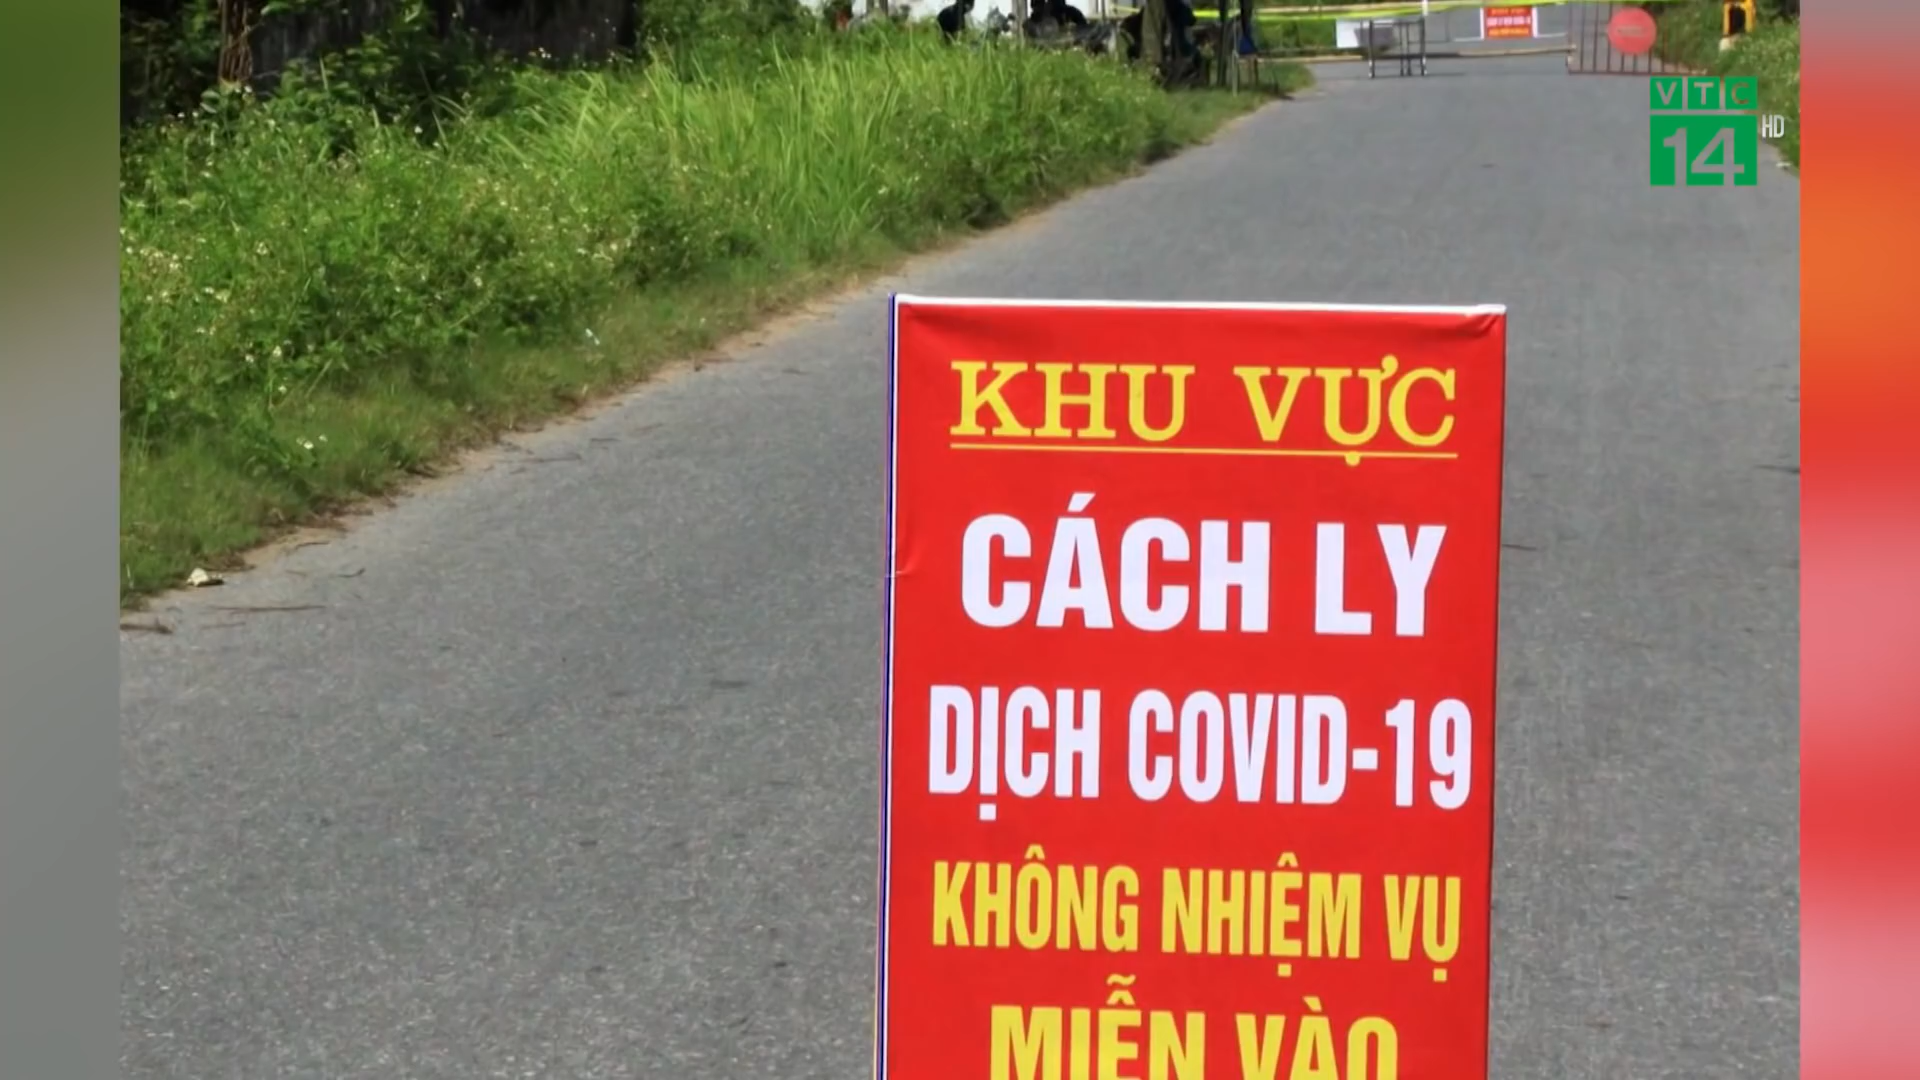 VTC
14
HD
KHU VỰC
CÁCH LY
DỊCH COVID-19
KHÔNG NHIỆM VỤ
MIỄN VÀO